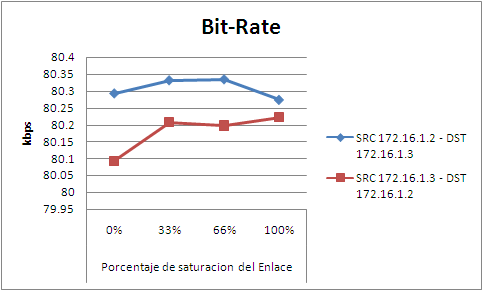 Bit-Rate
80.4
80.35
80.3
80.25
80.2
80.15
80.1
80.05
80
79.95
kbps
0% 33% 66% 100%
Porcentaje de saturacion del Enlace
SRC 172.16.1.2 - DST
172.16.1.3
SRC 172.16.1.3 - DST
172.16.1.2